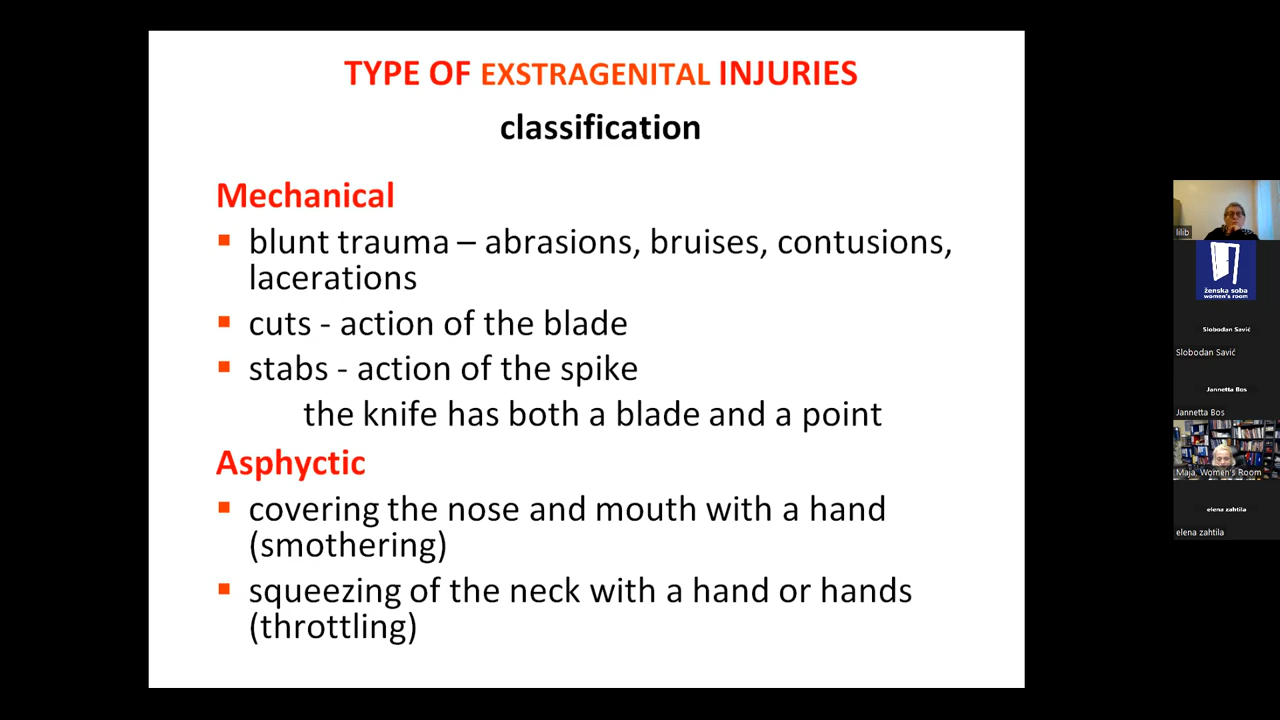 TYPE OF EXSTRAGENITAL INJURIES
classification
Mechanical
▪ blunt trauma – abrasions, bruises, contusions,
lacerations
▪ cuts - action of the blade
▪ stabs - action of the spike
the knife has both a blade and a point
Asphyctic
▪ covering the nose and mouth with a hand
(smothering)
▪ squeezing of the neck with a hand or hands
(throttling)
lilib
ženska soba
women's room
Slobodan Savić
Slobodan Savić
Jannetta Bos
Jannetta Bos
Maja, Women's Room
elena zahtila
elena zahtila